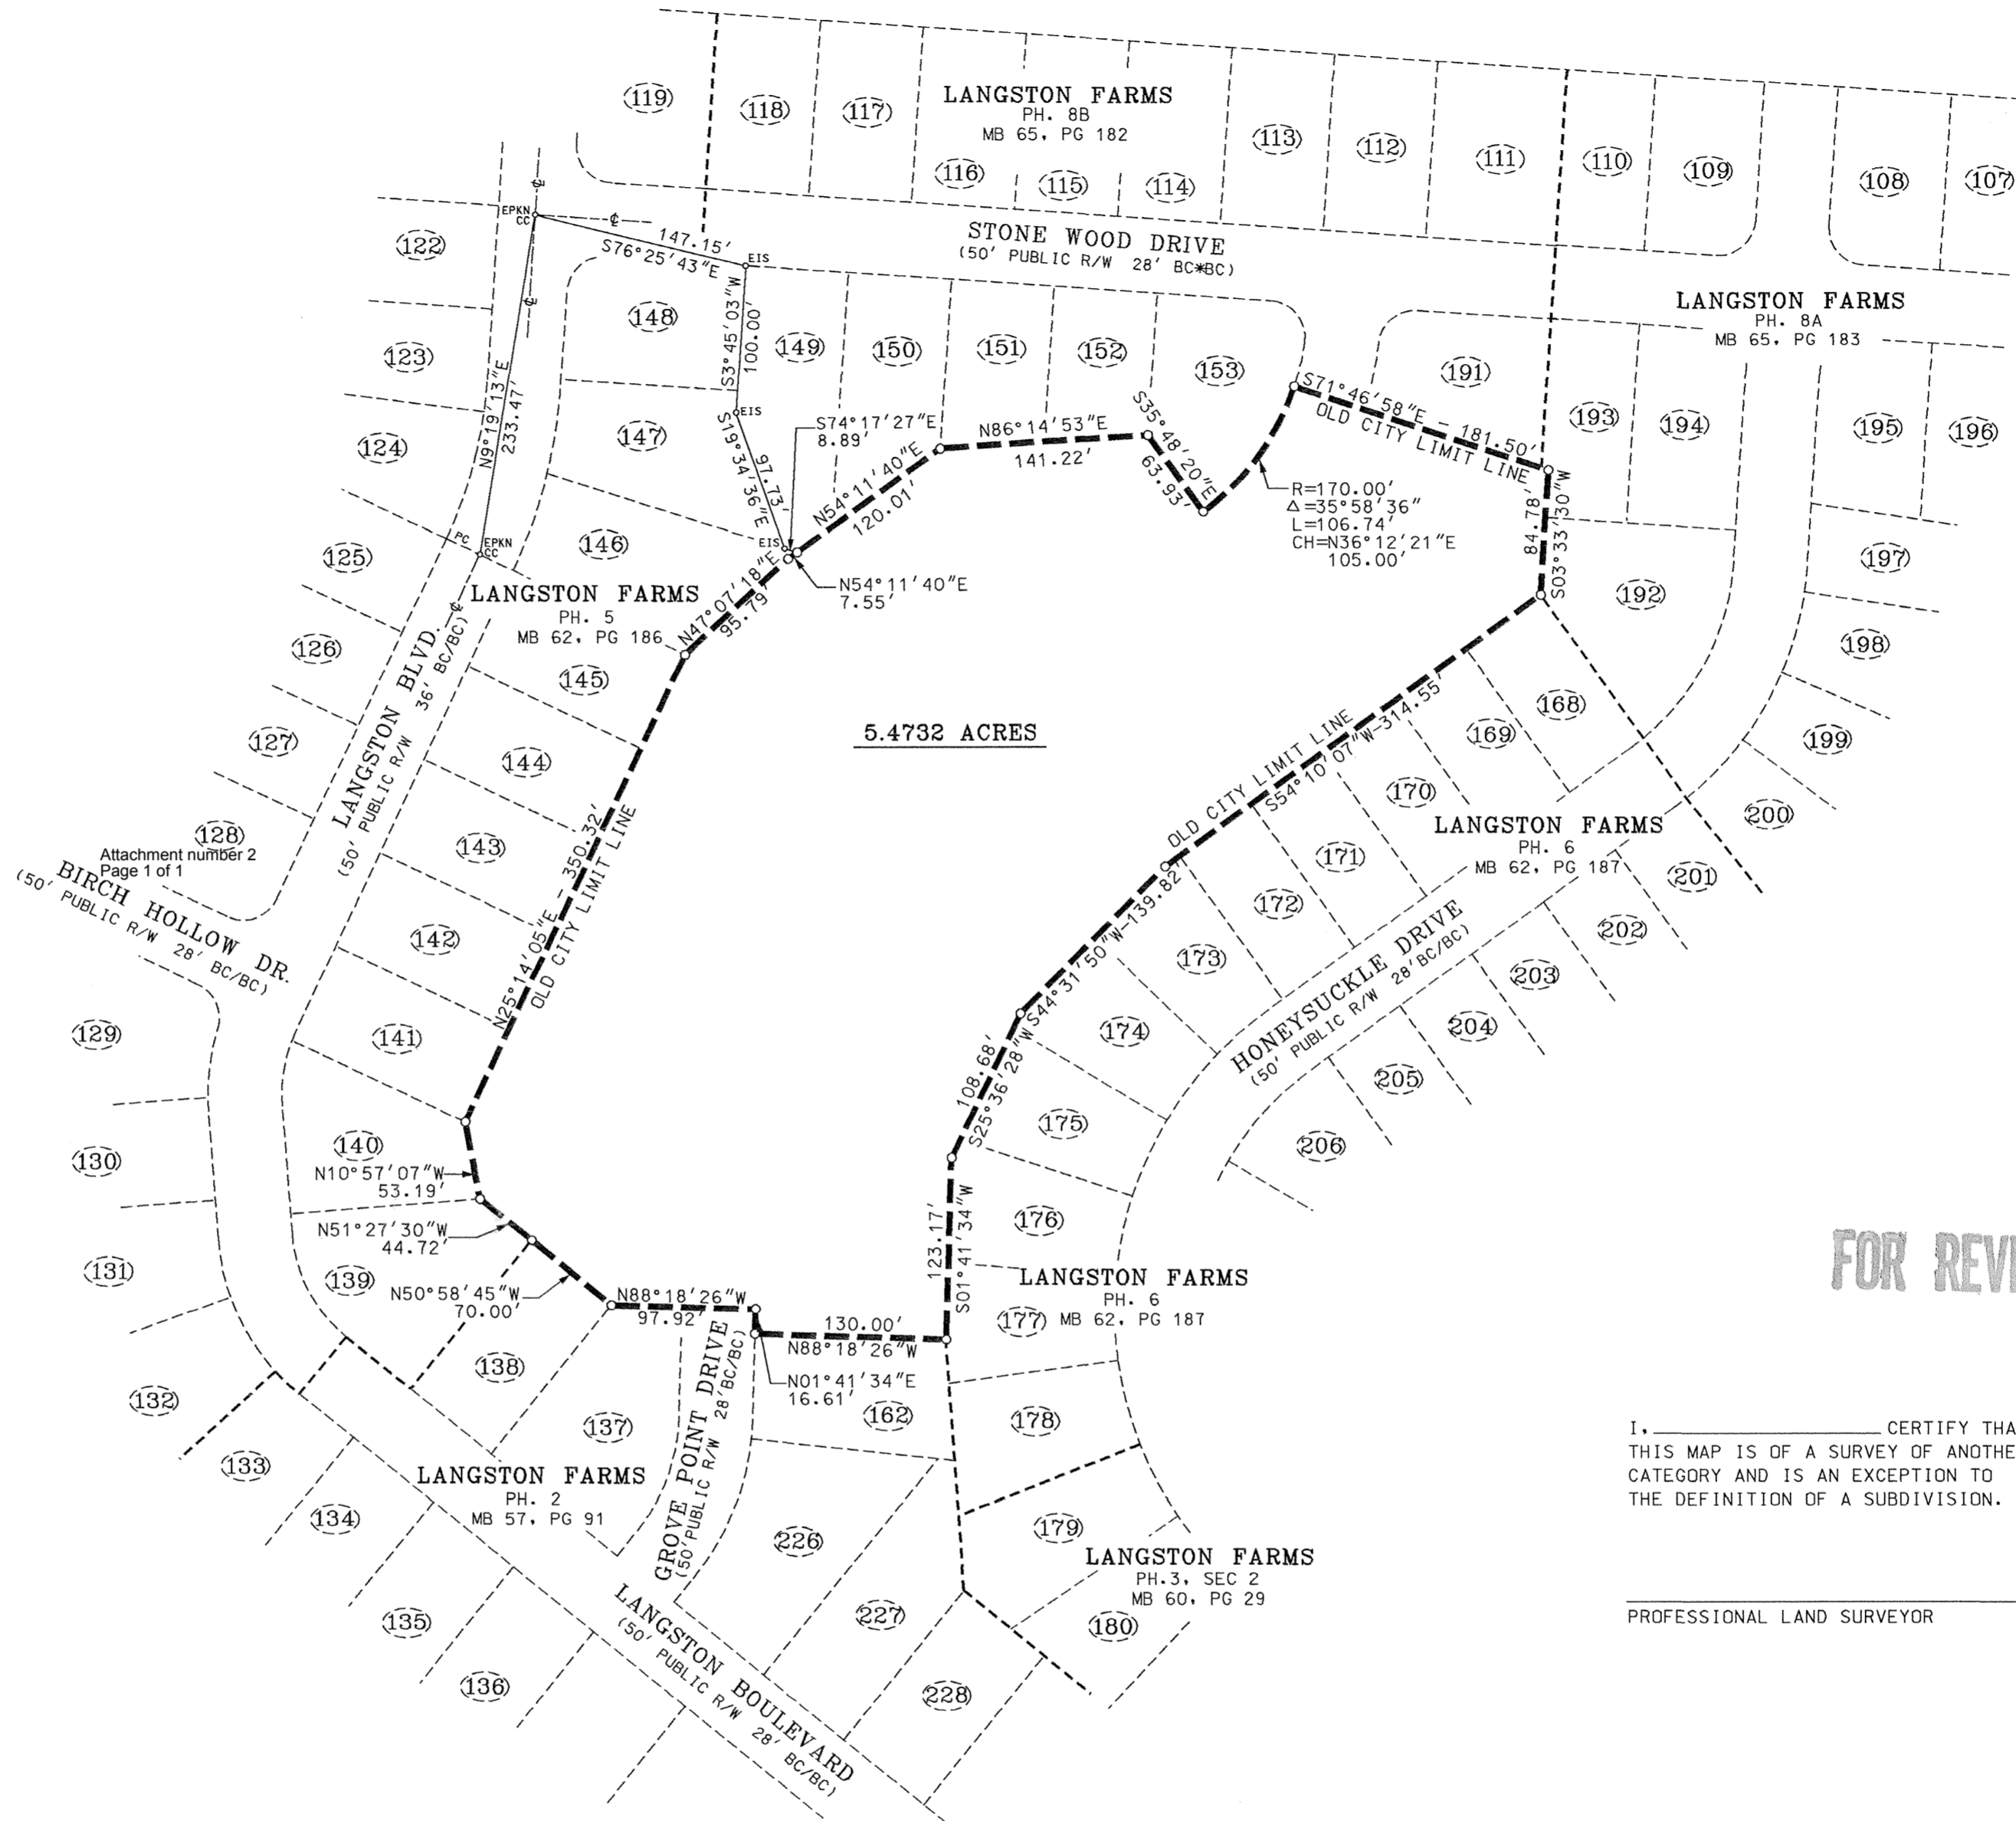 119
118
117
LANGSTON FARMS
PH. 8B
MB 65, PG 182
116
115
114
113
112
111
110
109
108
107
STONE WOOD DRIVE
(50' PUBLIC R/W 28' BC*BC)
122
123
124
125
126
127
128
EPKN
CC
℄
℄
℄
147.15'
S76°25'43"E
EIS
N9°19'13"E
233.47'
148
S3°45'03"W
100.00'
EIS
147
S19°34'36"E
97.73'
EIS
149
150
151
152
153
S74°17'27"E
8.89'
N54°11'40"E
120.01'
N86°14'53"E
141.22'
S35°48'20"E
63.93'
R=170.00'
Δ=35°58'36"
L=106.74'
CH=N36°12'21"E
105.00'
S71°46'58"E - 181.50'
OLD CITY LIMIT LINE
191
LANGSTON FARMS
PH. 8A
MB 65, PG 183
193
194
195
196
84.78'
S03°33'30"W
192
197
198
199
200
201
202
203
204
205
206
PC
EPKN
CC
146
LANGSTON FARMS
PH. 5
MB 62, PG 186
N47°07'18"E
95.79'
N54°11'40"E
7.55'
145
144
143
142
141
140
139
LANGSTON BLVD.
℄
(50' PUBLIC R/W 36' BC/BC)
5.4732 ACRES
N25°14'05"E - 350.32'
OLD CITY LIMIT LINE
OLD CITY LIMIT LINE
S54°10'07"W-314.55'
168
169
170
171
172
173
174
175
176
177
178
LANGSTON FARMS
PH. 6
MB 62, PG 187
HONEYSUCKLE DRIVE
(50' PUBLIC R/W 28'BC/BC)
S44°31'50"W-139.82'
108.68'
S25°36'28"W
123.17'
S01°41'34"W
Attachment number 2
Page 1 of 1
BIRCH HOLLOW DR.
(50' PUBLIC R/W 28' BC/BC)
129
130
131
132
133
134
135
136
N10°57'07"W
53.19'
N51°27'30"W
44.72'
N50°58'45"W
70.00'
N88°18'26"W
97.92'
130.00'
N88°18'26"W
N01°41'34"E
16.61'
LANGSTON FARMS
PH. 6
MB 62, PG 187
138
137
162
GROVE POINT DRIVE
(50'PUBLIC R/W 28'BC/BC)
LANGSTON FARMS
PH. 2
MB 57, PG 91
226
227
228
179
180
LANGSTON FARMS
PH.3, SEC 2
MB 60, PG 29
LANGSTON BOULEVARD
(50' PUBLIC R/W 28' BC/BC)
FOR REVI
I, CERTIFY THA
THIS MAP IS OF A SURVEY OF ANOTHE
CATEGORY AND IS AN EXCEPTION TO
THE DEFINITION OF A SUBDIVISION.
PROFESSIONAL LAND SURVEYOR